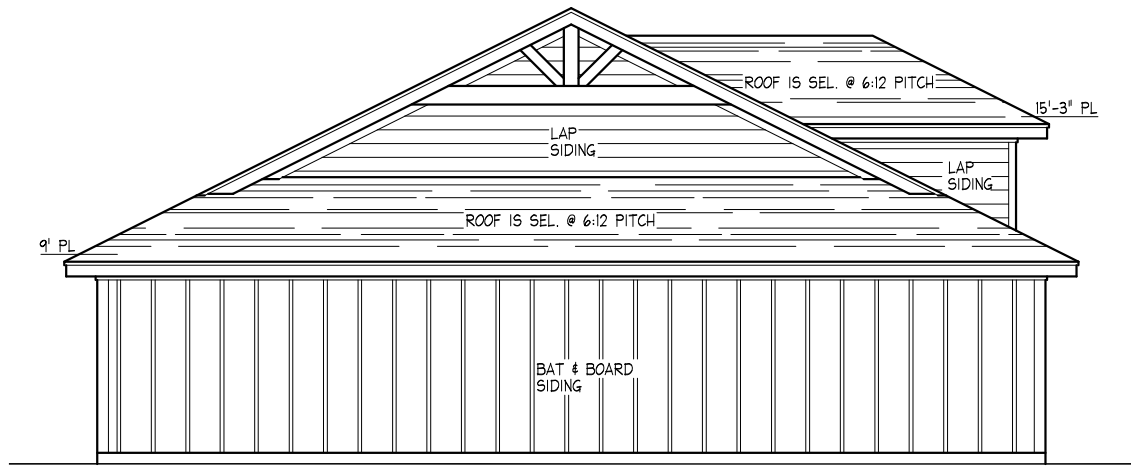 ROOF IS SEL. @ 6:12 PITCH
15'-3" PL
LAP
SIDING
LAP
SIDING
ROOF IS SEL. @ 6:12 PITCH
9' PL
BAT & BOARD
SIDING